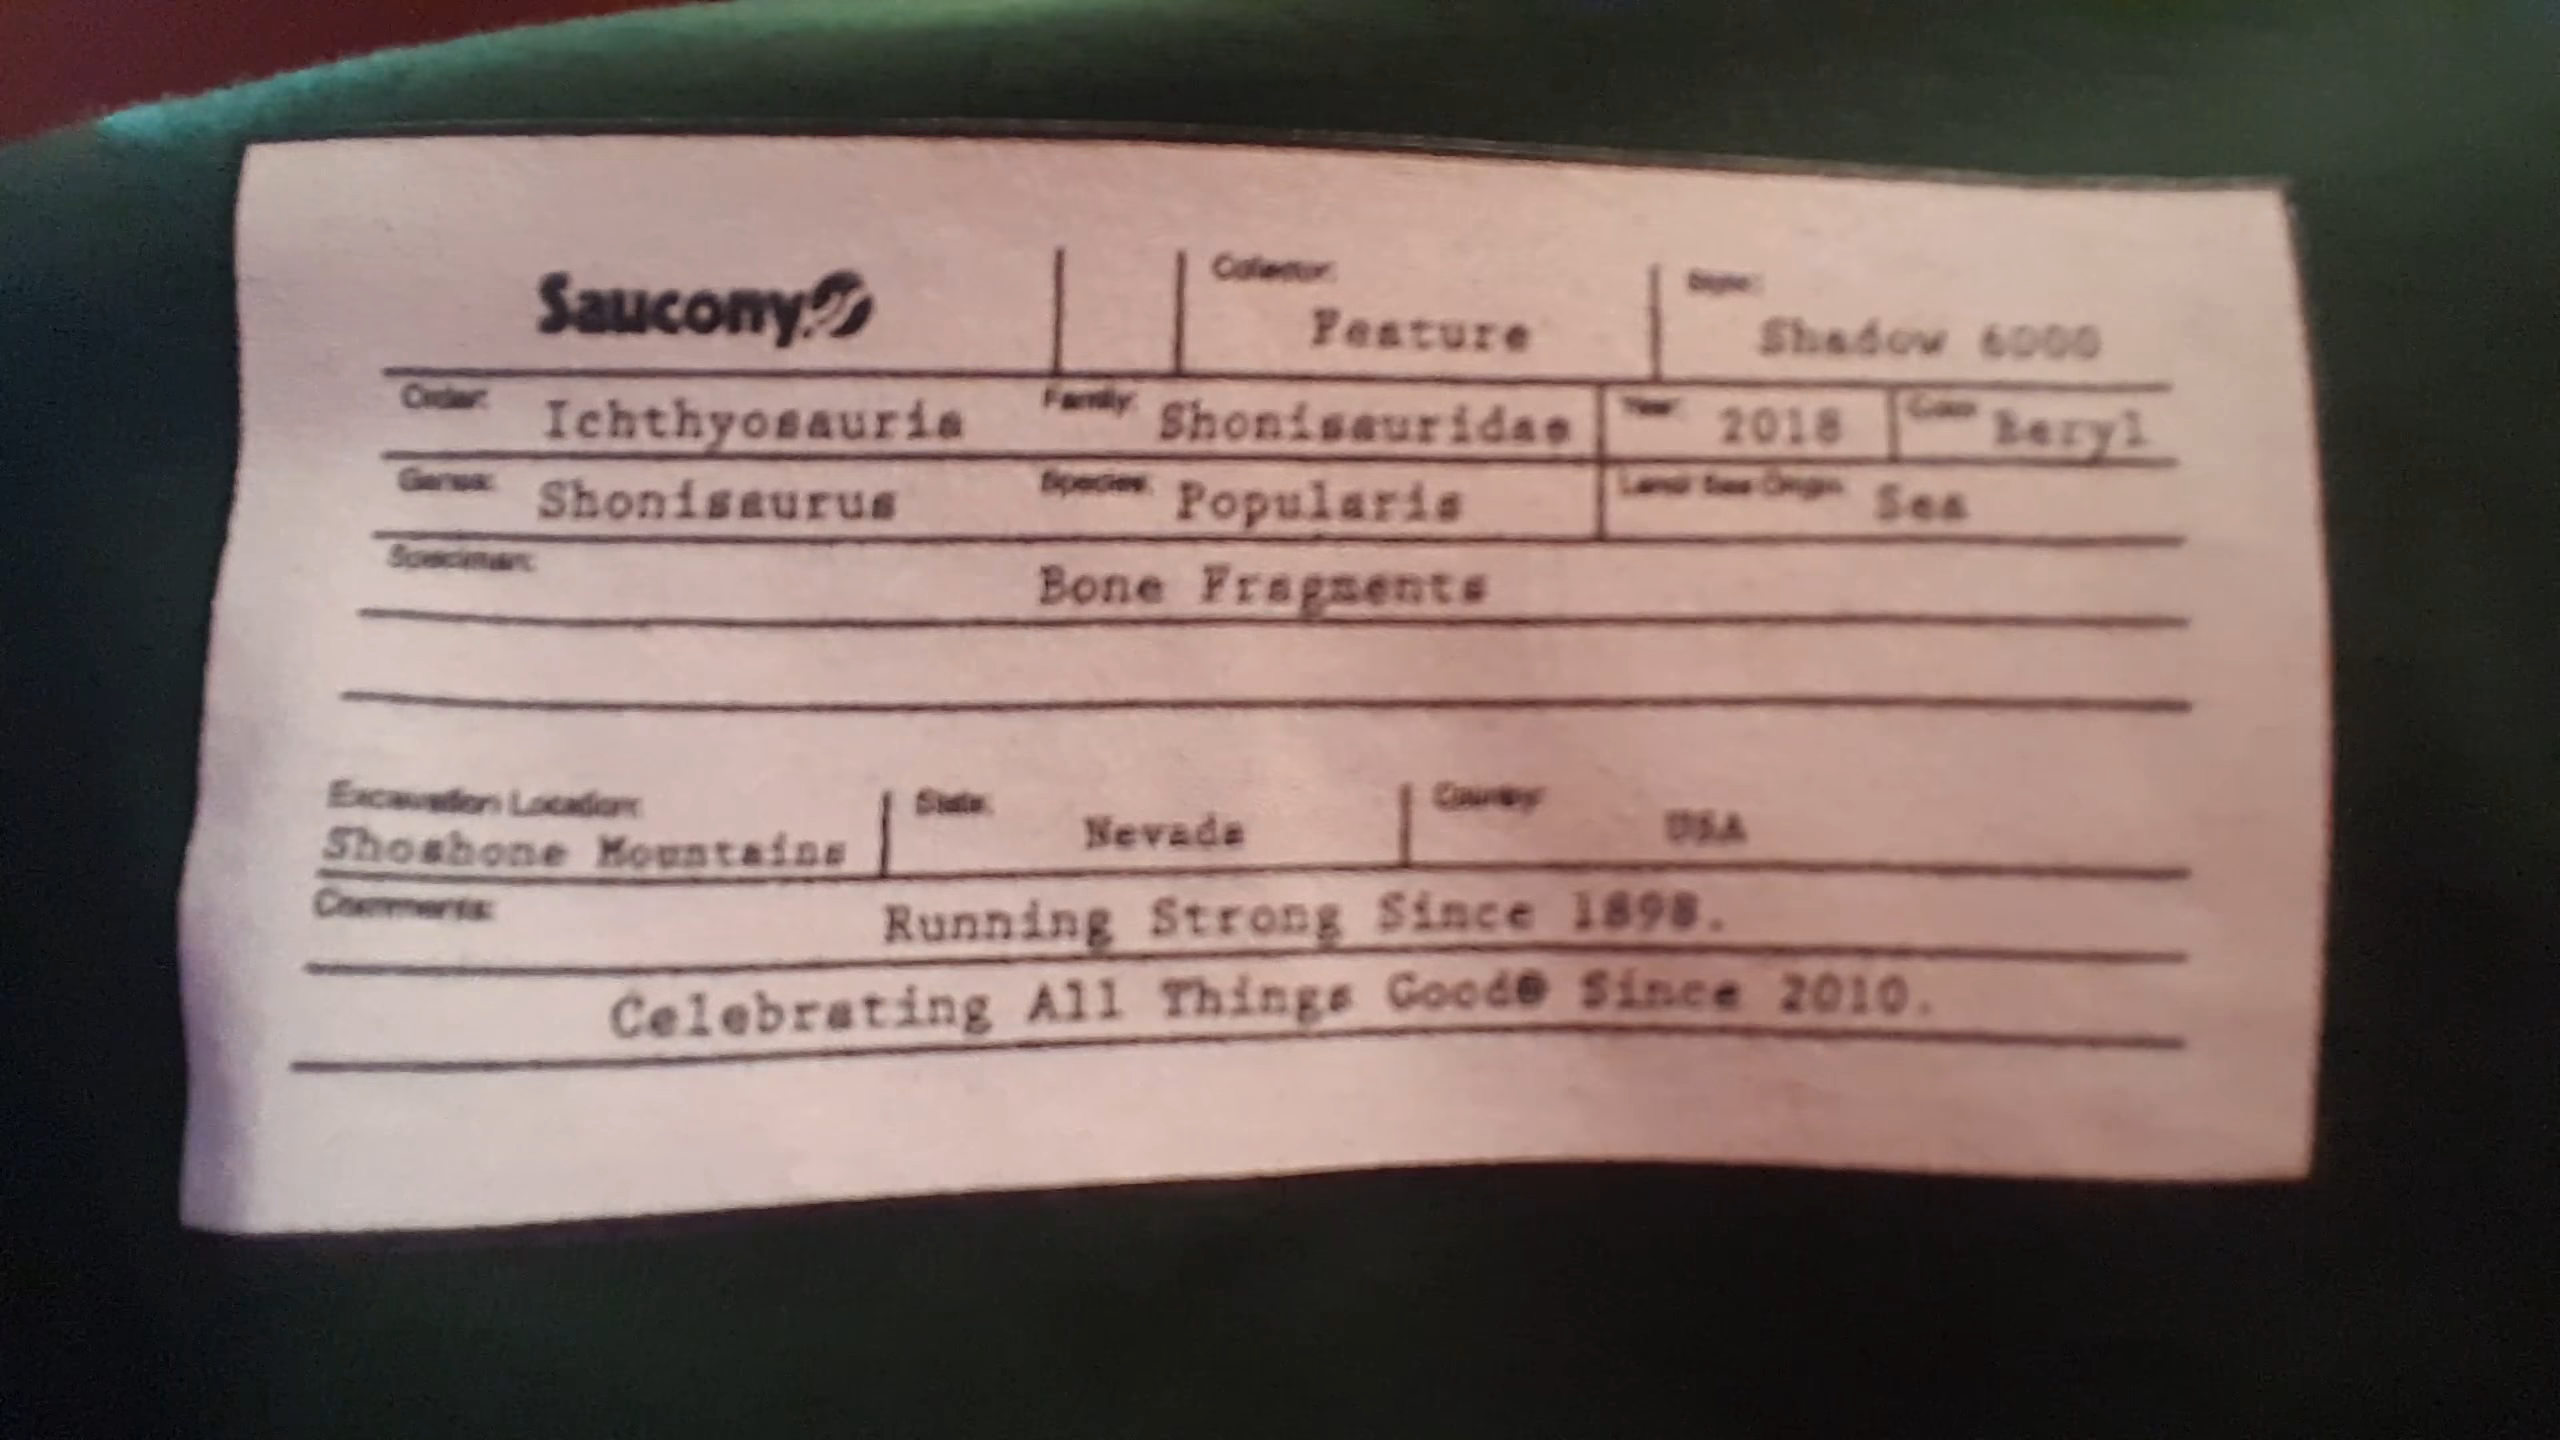 Saucony
Collector: Feature
Style: Shadow 6000
Order: Ichthyosauria Family: Shonisauridae Year: 2018 Color Beryl
Genus: Shonisaurus Species: Popularis Land/Sea Origin: Sea
Speciman: Bone Fragments
Excavation Location:
Shoshone Mountains
State: Nevada
Country: USA
Comments: Running Strong Since 1898.
Celebrating All Things Good® Since 2010.